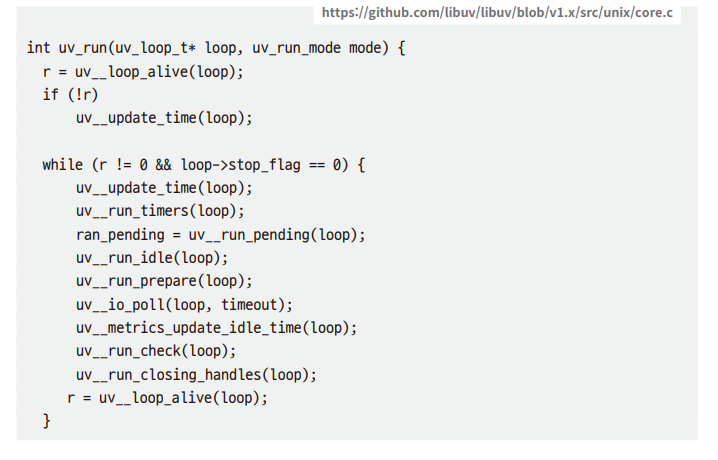 https://github.com/libuv/libuv/blob/v1.x/src/unix/core.c
int uv_run(uv_loop_t* loop, uv_run_mode mode) {
  r = uv__loop_alive(loop);
  if (!r)
      uv__update_time(loop);

  while (r != 0 && loop->stop_flag == 0) {
      uv__update_time(loop);
      uv__run_timers(loop);
      ran_pending = uv__run_pending(loop);
      uv__run_idle(loop);
      uv__run_prepare(loop);
      uv__io_poll(loop, timeout);
      uv__metrics_update_idle_time(loop);
      uv__run_check(loop);
      uv__run_closing_handles(loop);
     r = uv__loop_alive(loop);
  }